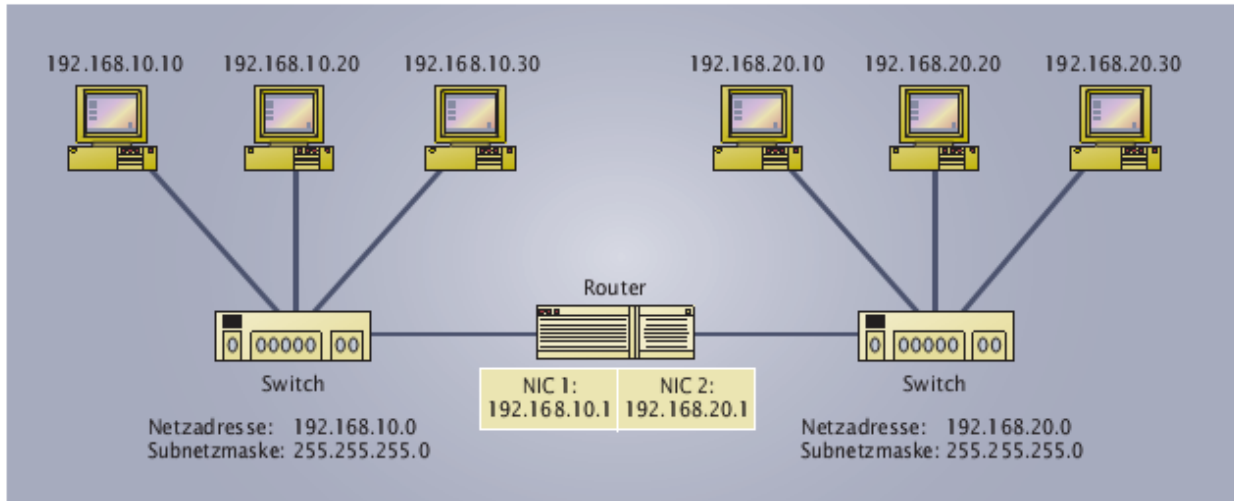 192.168.10.10
192.168.10.20
192.168.10.30
192.168.20.10
192.168.20.20
192.168.20.30
Router
Switch
NIC 1:
192.168.10.1
NIC 2:
192.168.20.1
Switch
Netzadresse: 192.168.10.0
Subnetzmaske: 255.255.255.0
Netzadresse: 192.168.20.0
Subnetzmaske: 255.255.255.0